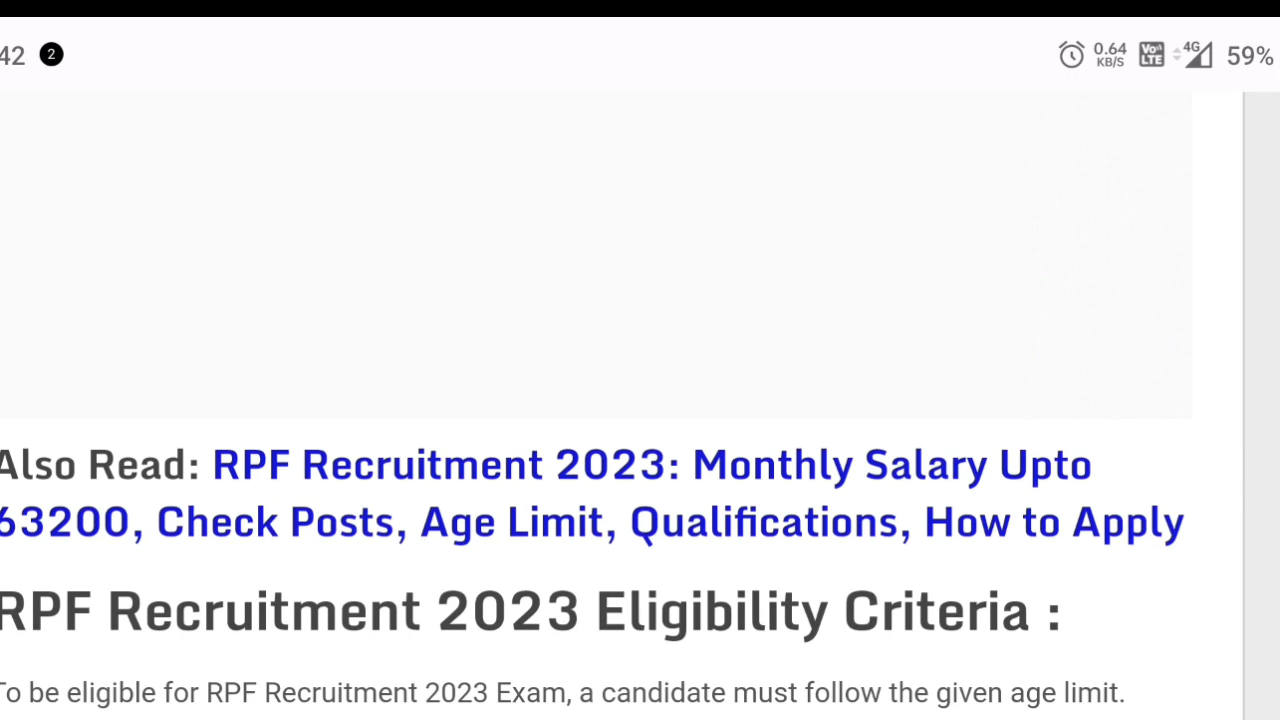 42 2 0.64 KB/S VoLTE 4G 59%
Also Read: RPF Recruitment 2023: Monthly Salary Upto
63200, Check Posts, Age Limit, Qualifications, How to Apply
RPF Recruitment 2023 Eligibility Criteria :
To be eligible for RPF Recruitment 2023 Exam, a candidate must follow the given age limit.